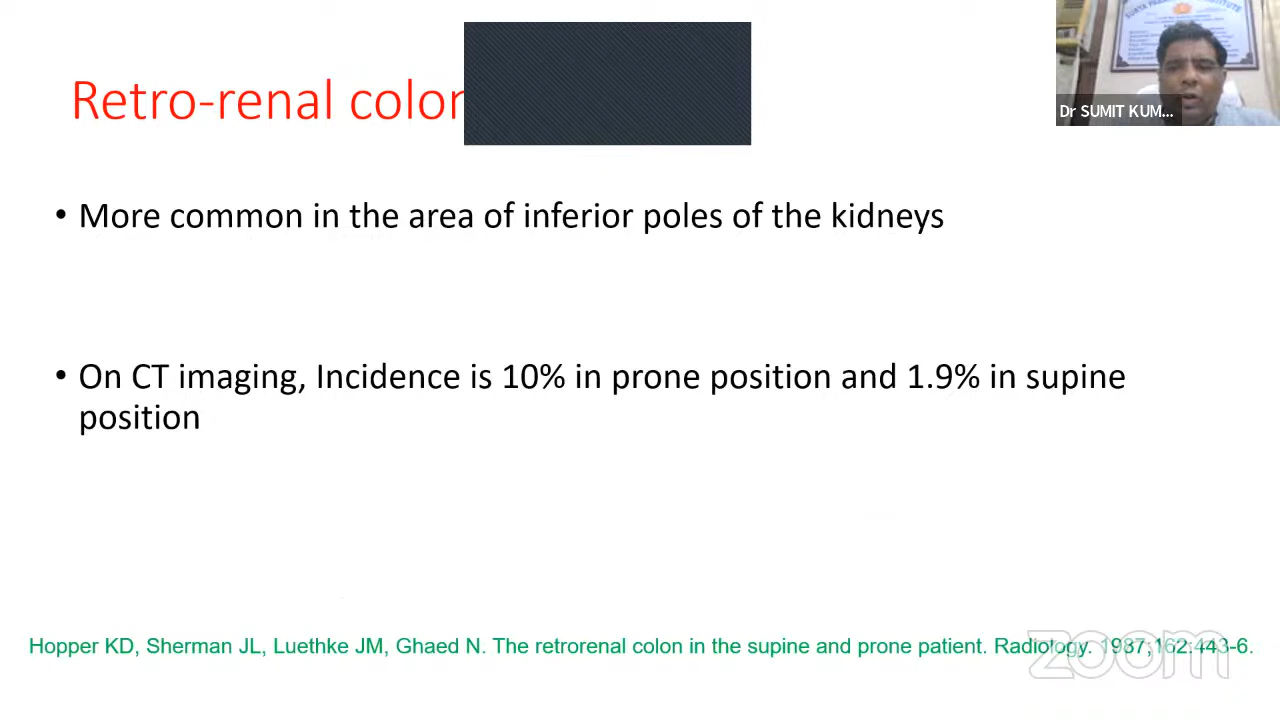 Retro-renal colon
• More common in the area of inferior poles of the kidneys
• On CT imaging, Incidence is 10% in prone position and 1.9% in supine
position
Hopper KD, Sherman JL, Luethke JM, Ghaed N. The retrorenal colon in the supine and prone patient. Radiology. 1987;162:443-6.
Dr SUMIT KUM...
zoom